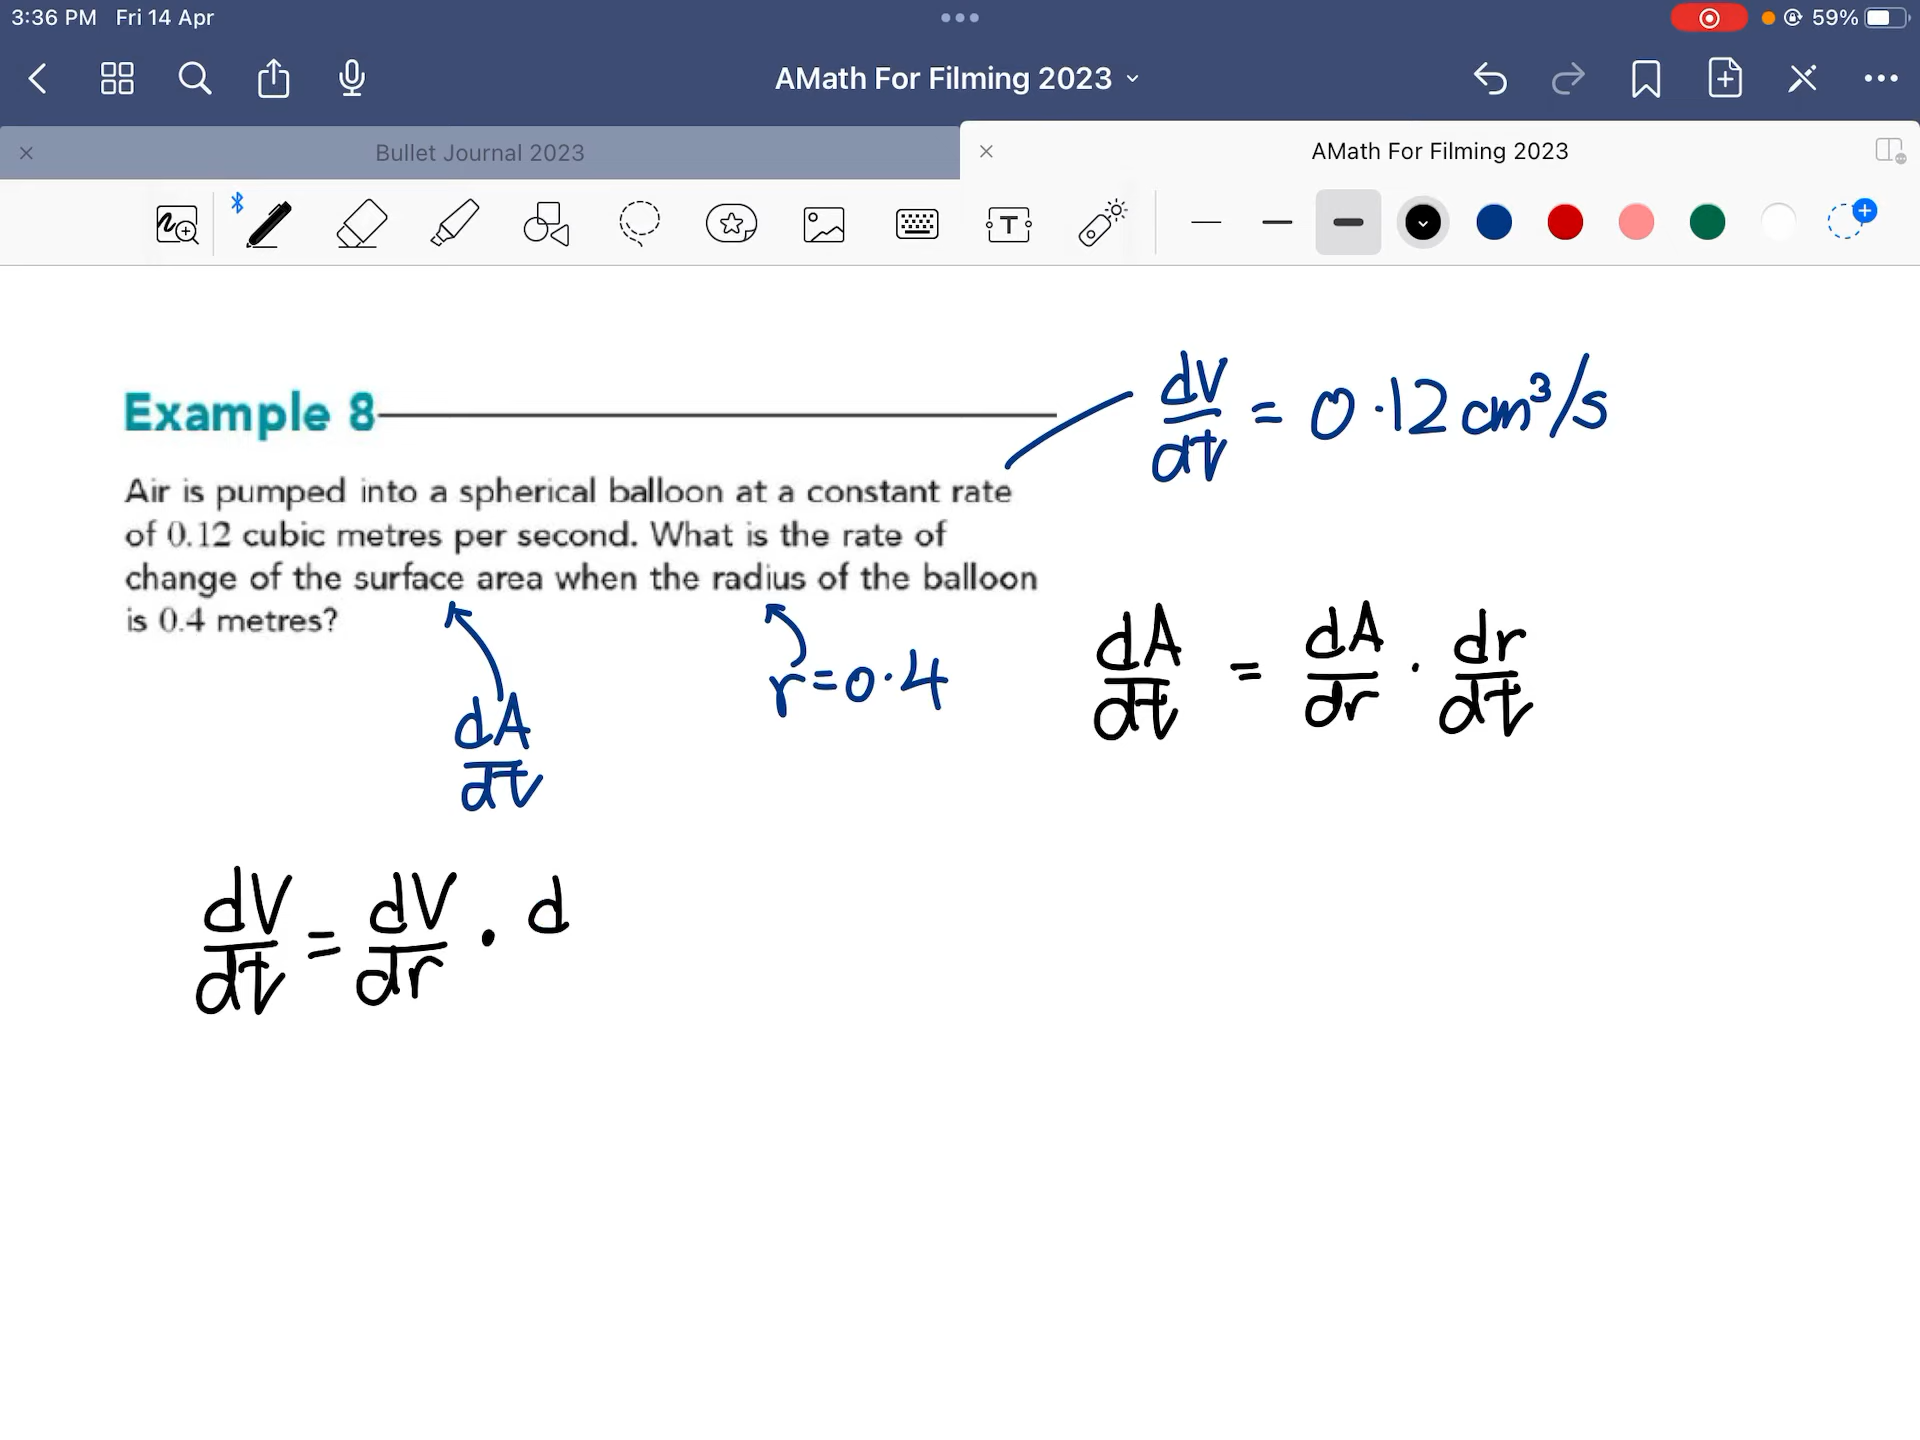 3:36 PM Fri 14 Apr
59%
AMath For Filming 2023
Bullet Journal 2023
AMath For Filming 2023
T
Example 8
dV/dt = 0.12 cm³/s
Air is pumped into a spherical balloon at a constant rate
of 0.12 cubic metres per second. What is the rate of
change of the surface area when the radius of the balloon
is 0.4 metres?
r = 0.4
dA/dt
dA/dt = dA/dr · dr/dt
dV/dt = dV/dr · d